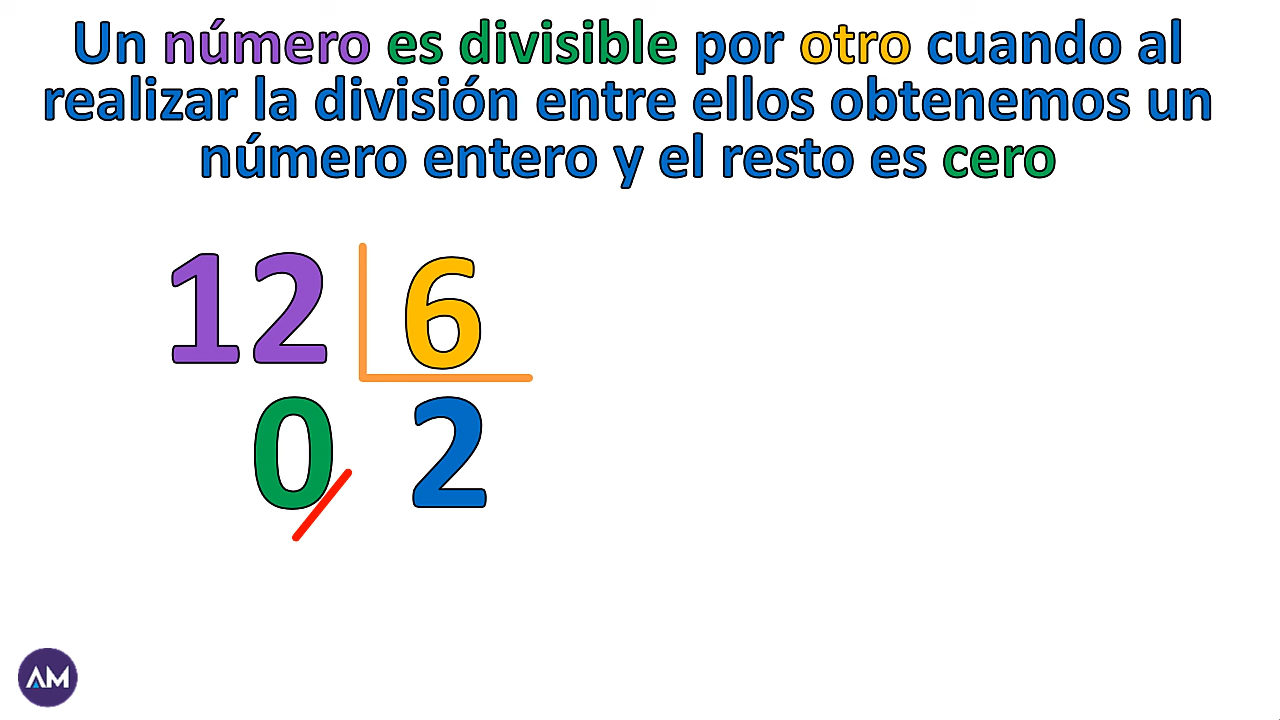 Un número es divisible por otro cuando al
realizar la división entre ellos obtenemos un
número entero y el resto es cero
12 6
0 2
AM